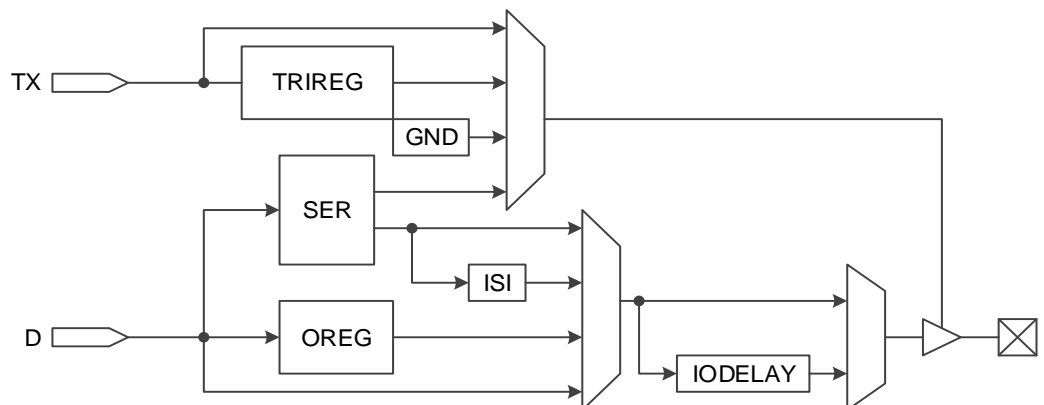 TX
TRIREG
GND
SER
ISI
D
OREG
IODELAY